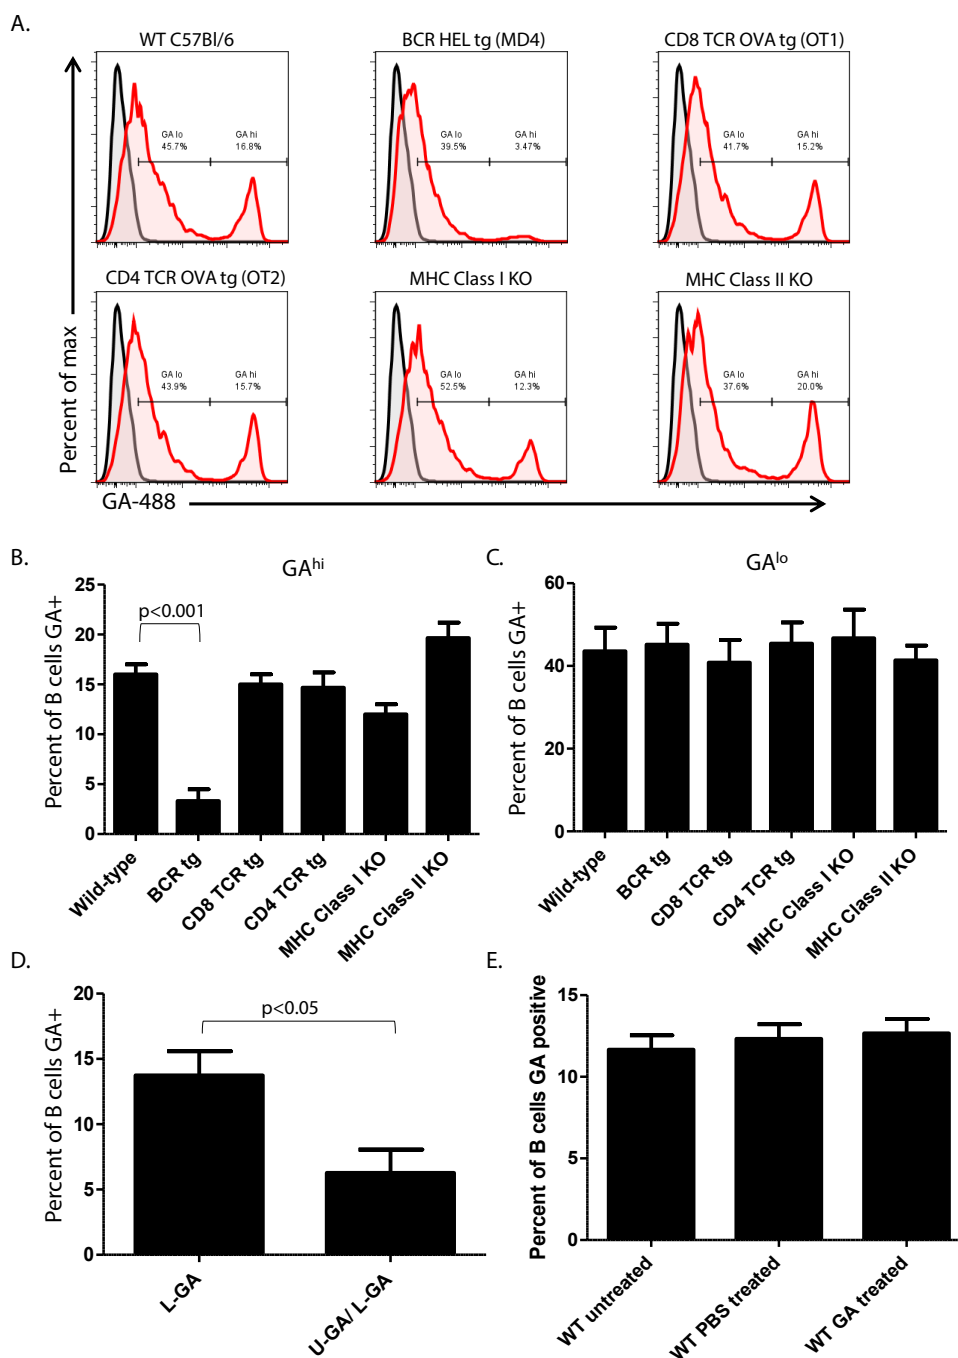 A.
WT C57Bl/6
BCR HEL tg (MD4)
CD8 TCR OVA tg (OT1)
GA lo
45.7%
GA hi
16.8%
GA lo
39.5%
GA hi
3.47%
GA lo
41.7%
GA hi
15.2%
CD4 TCR OVA tg (OT2)
MHC Class I KO
MHC Class II KO
GA lo
43.9%
GA hi
15.7%
GA lo
52.5%
GA hi
12.3%
GA lo
37.6%
GA hi
20.0%
Percent of max
GA-488
B.
GAhi
Percent of B cells GA+
25
20
15
10
5
0
p<0.001
Wild-type
BCR tg
CD8 TCR tg
CD4 TCR tg
MHC Class I KO
MHC Class II KO
C.
GAlo
Percent of B cells GA+
60
40
20
0
Wild-type
BCR tg
CD8 TCR tg
CD4 TCR tg
MHC Class I KO
MHC Class II KO
D.
Percent of B cells GA+
20
15
10
5
0
p<0.05
L-GA
U-GA/ L-GA
E.
Percent of B cells GA positive
15
10
5
0
WT untreated
WT PBS treated
WT GA treated